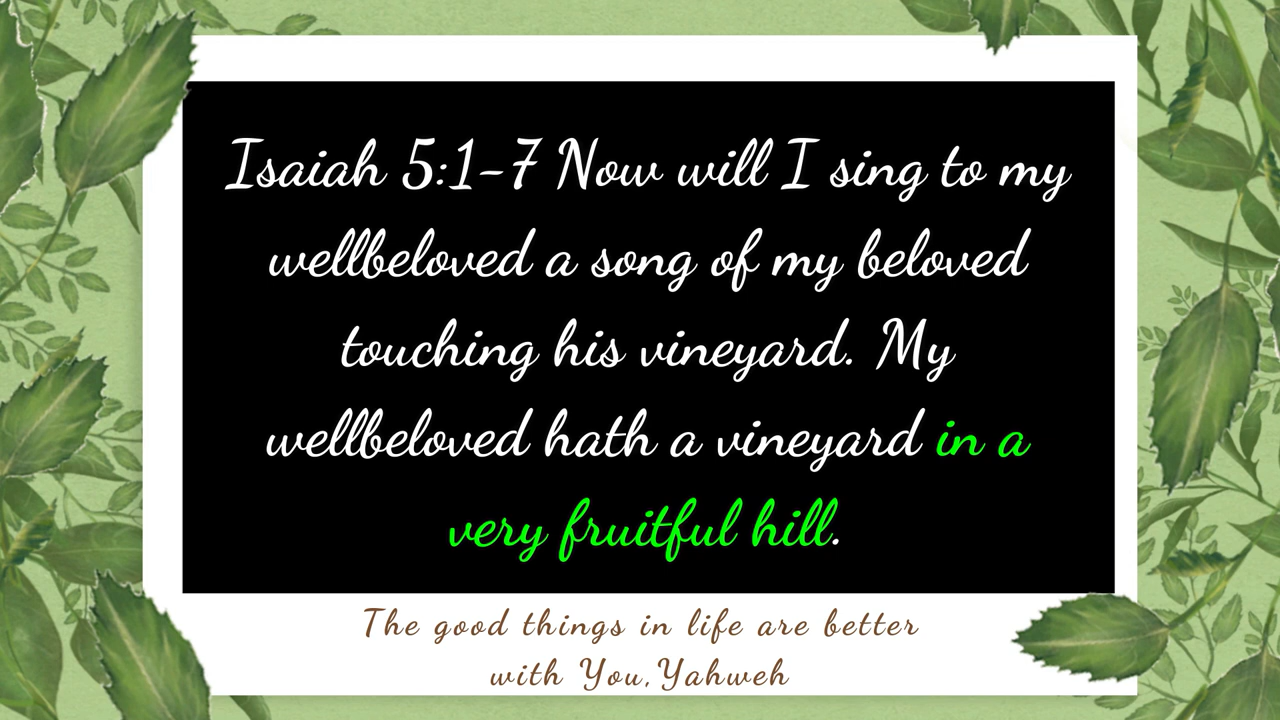 Isaiah 5:1-7 Now will I sing to my
wellbeloved a song of my beloved
touching his vineyard. My
wellbeloved hath a vineyard in a
very fruitful hill.
The good things in life are better
with You,Yahweh